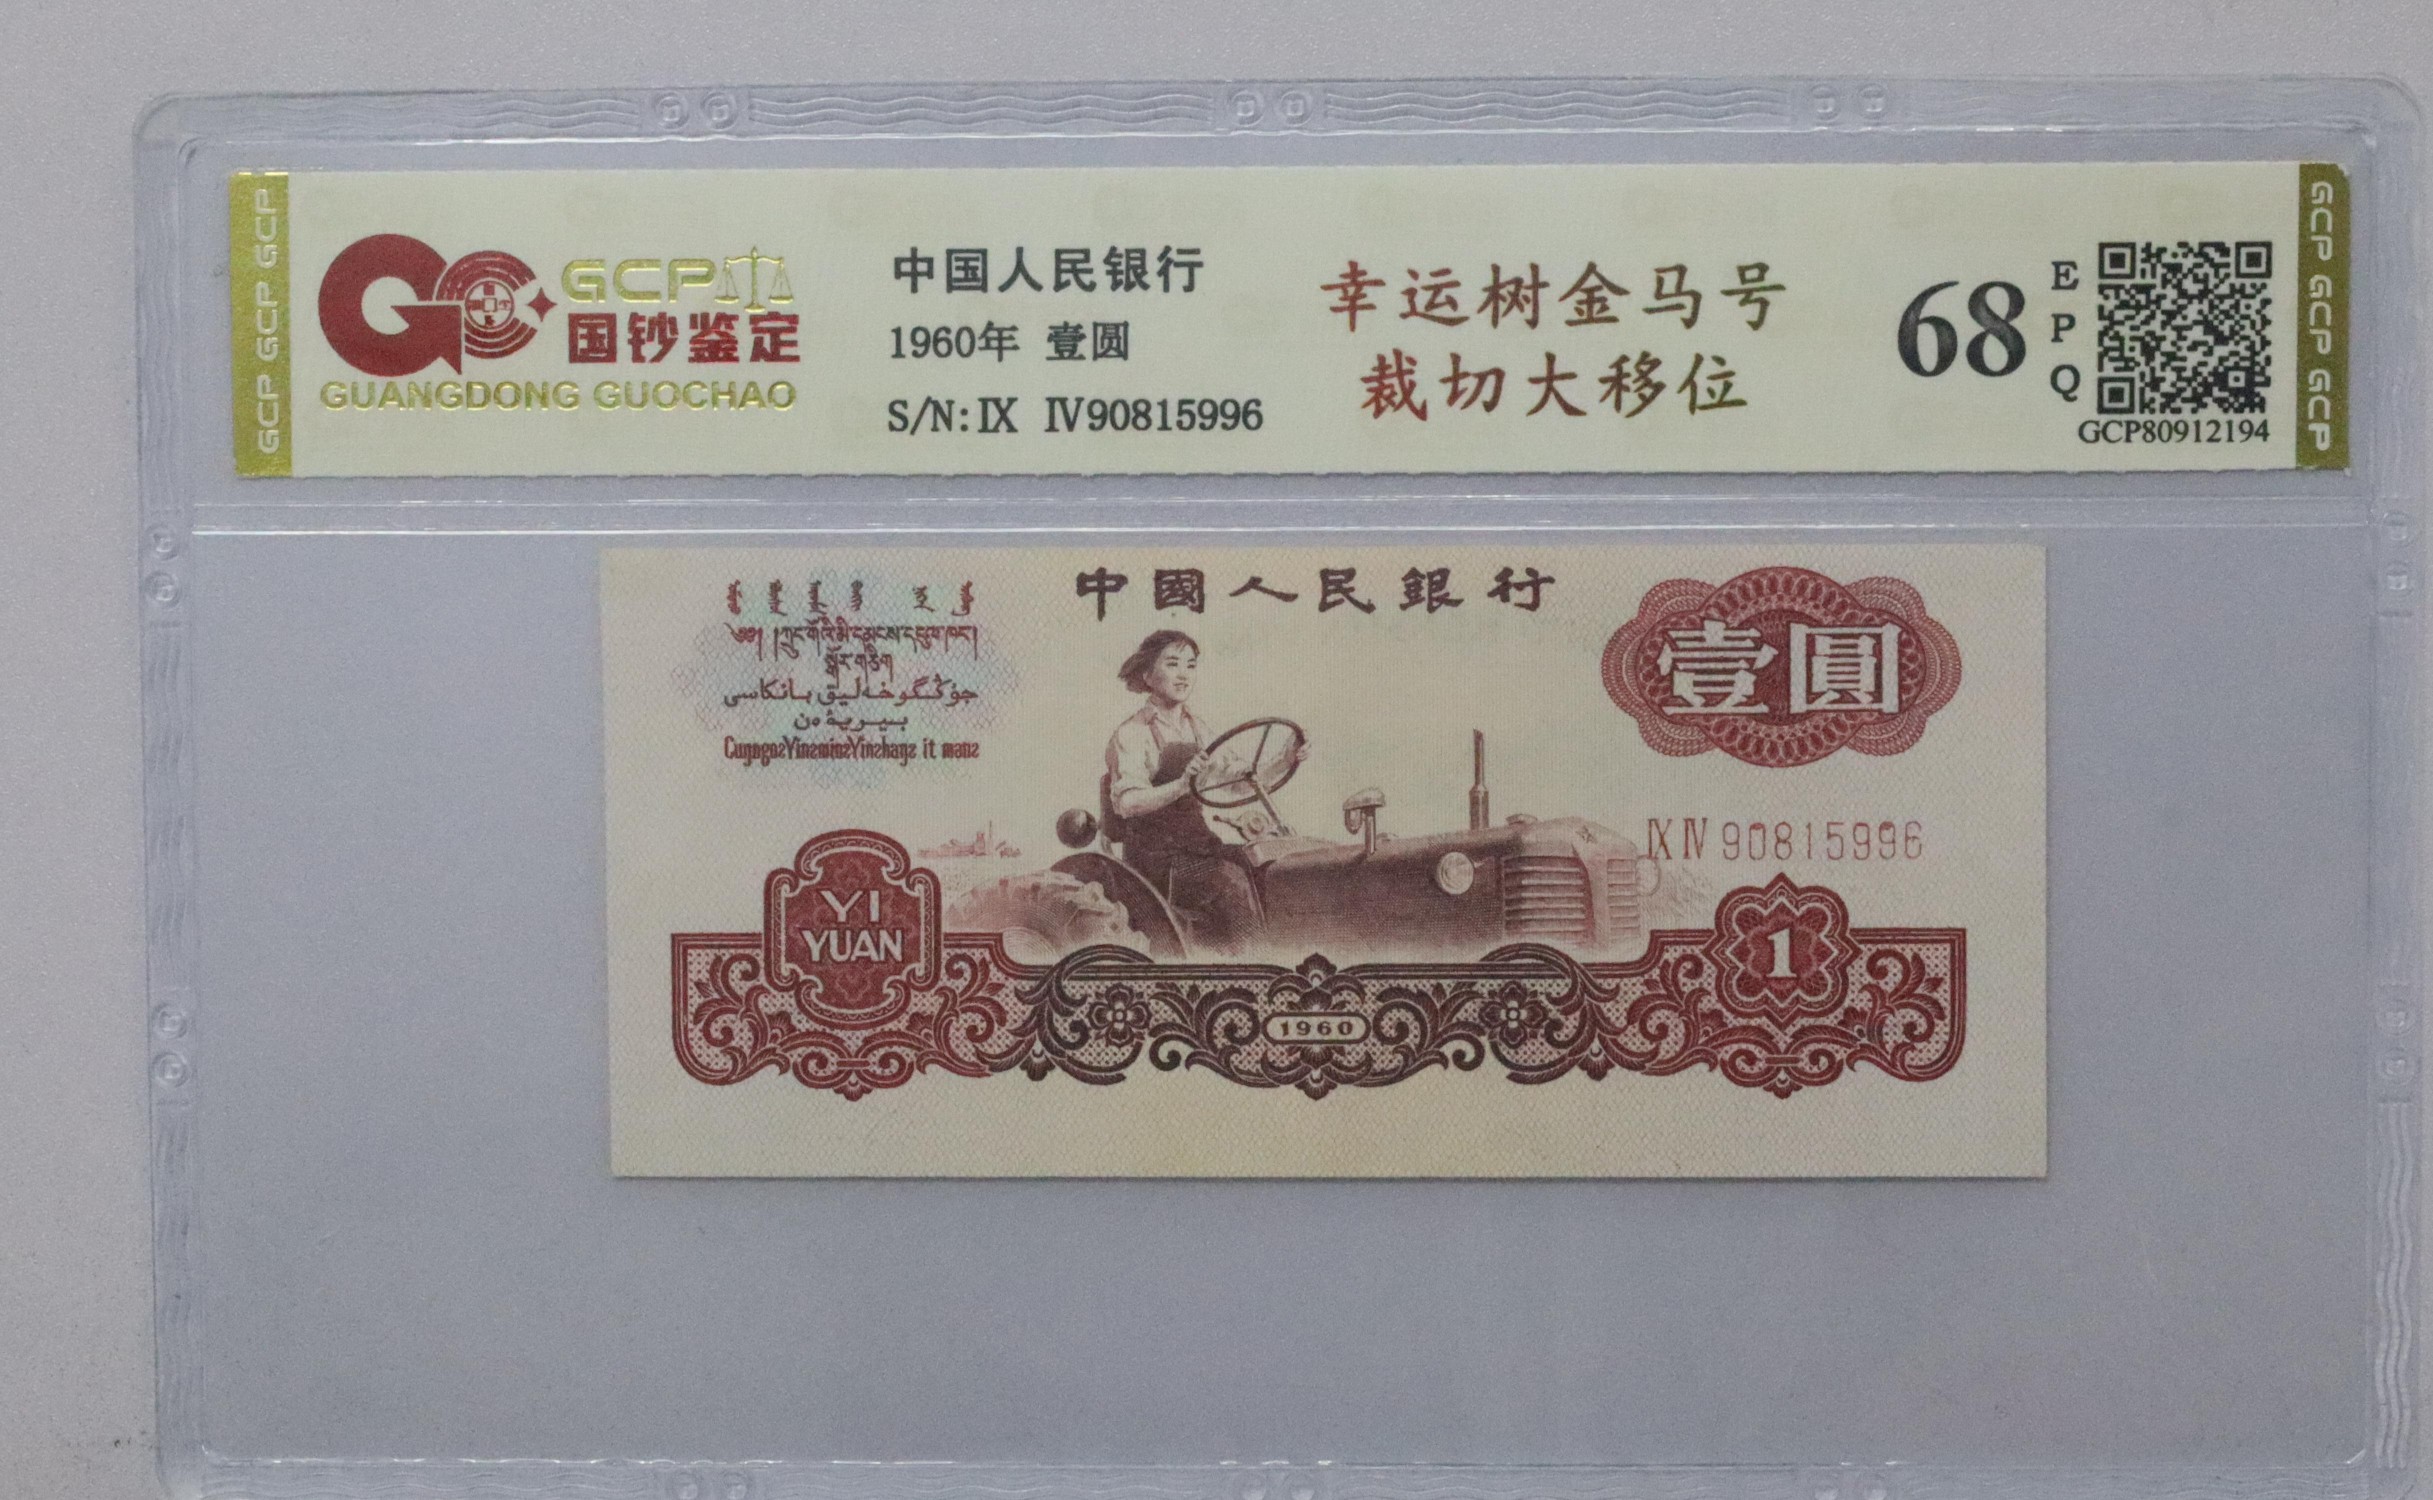 GCP GCP GCP
GCP
国钞鉴定
GUANGDONG GUOCHAO
中国人民银行
1960年 壹圆
S/N: IX IV90815996
幸运树金马号
裁切大移位
68
E
P
Q
GCP80912194
GCP GCP GCP
中國人民銀行
壹圓
IX IV 90815996
YI
YUAN
1960
1